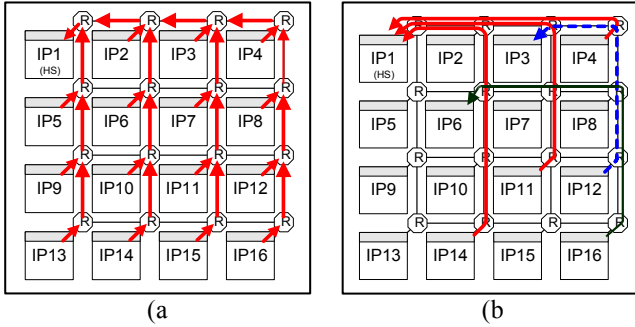 R R R R R R R R
IP1 IP2 IP3 IP4 IP1 IP2 IP3 IP4
(HS) (HS)
R R R R R R R R
IP5 IP6 IP7 IP8 IP5 IP6 IP7 IP8
R R R R R R R R
IP9 IP10 IP11 IP12 IP9 IP10 IP11 IP12
R R R R R R R R
IP13 IP14 IP15 IP16 IP13 IP14 IP15 IP16
(a (b)